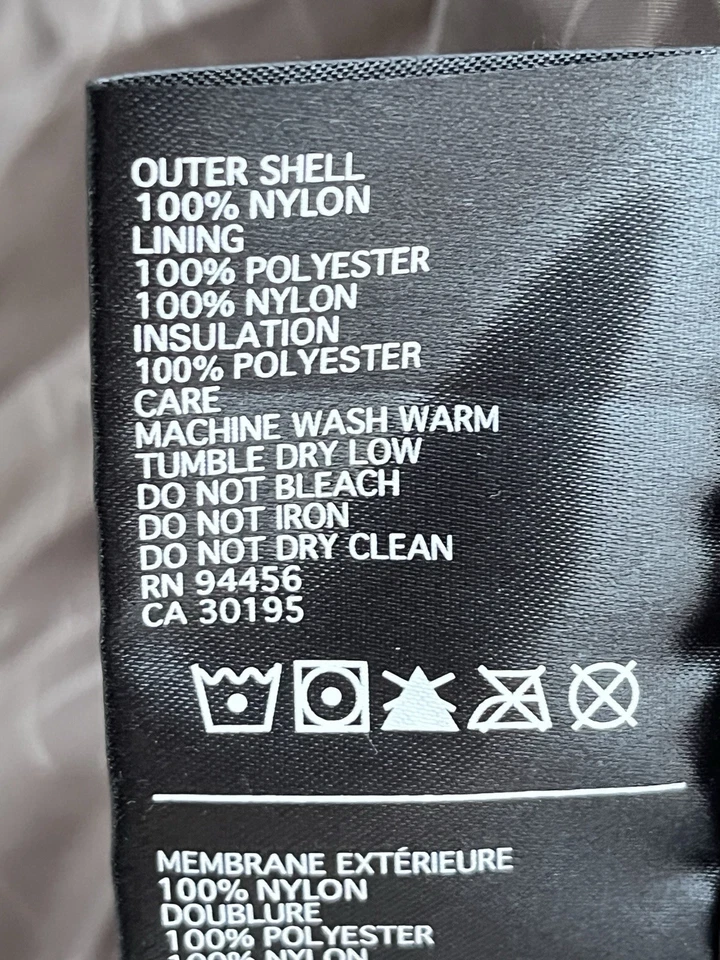 OUTER SHELL
100% NYLON
LINING
100% POLYESTER
100% NYLON
INSULATION
100% POLYESTER
CARE
MACHINE WASH WARM
TUMBLE DRY LOW
DO NOT BLEACH
DO NOT IRON
DO NOT DRY CLEAN
RN 94456
CA 30195
MEMBRANE EXTÉRIEURE
100% NYLON
DOUBLURE
100% POLYESTER
100% NYLON